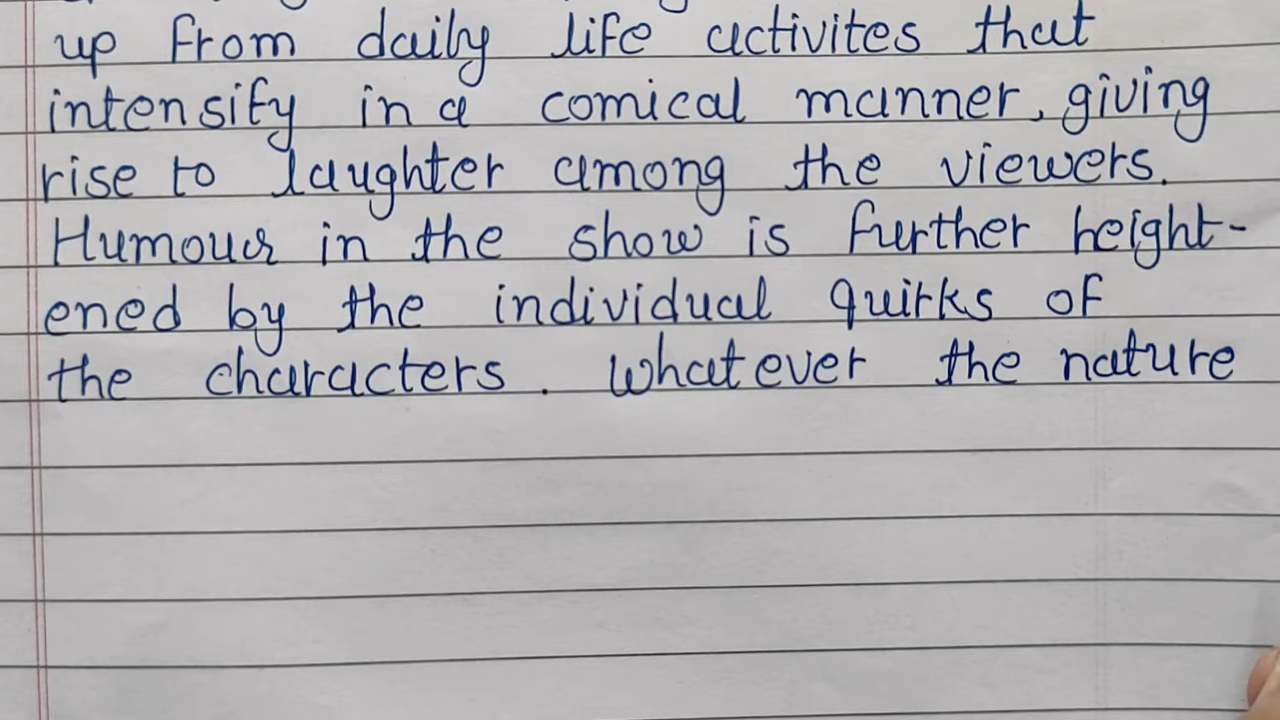 up from daily life activites that
intensify in a comical manner, giving
rise to laughter among the viewers.
Humour in the show is further height-
ened by the individual quirks of
the characters. Whatever the nature